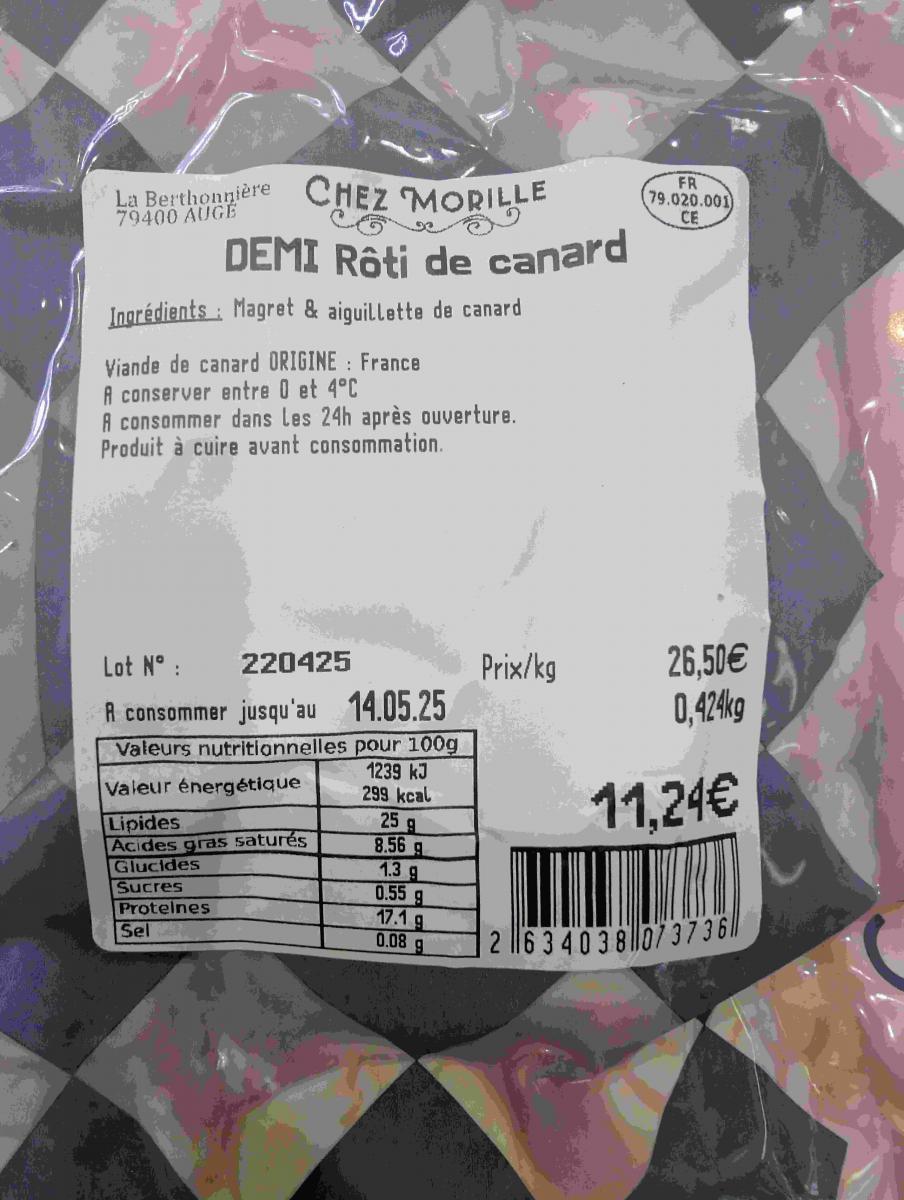 La Berthonnière
79400 AUGÉ
CHEZ MORILLE
FR
79.020.001
CE
DEMI Rôti de canard
Ingrédients : Magret & aiguillette de canard
Viande de canard ORIGINE : France
A conserver entre 0 et 4°C
A consommer dans les 24h après ouverture.
Produit à cuire avant consommation.
Lot N° : 220425
Prix/kg 26,50€
A consommer jusqu'au 14.05.25
0,424kg
Valeurs nutritionnelles pour 100g
Valeur énergétique 1239 kJ
299 kcal
Lipides 25 g
Acides gras saturés 8.56 g
Glucides 1.3 g
Sucres 0.55 g
Proteines 17.1 g
Sel 0.08 g
11,24€
2 634038 073736